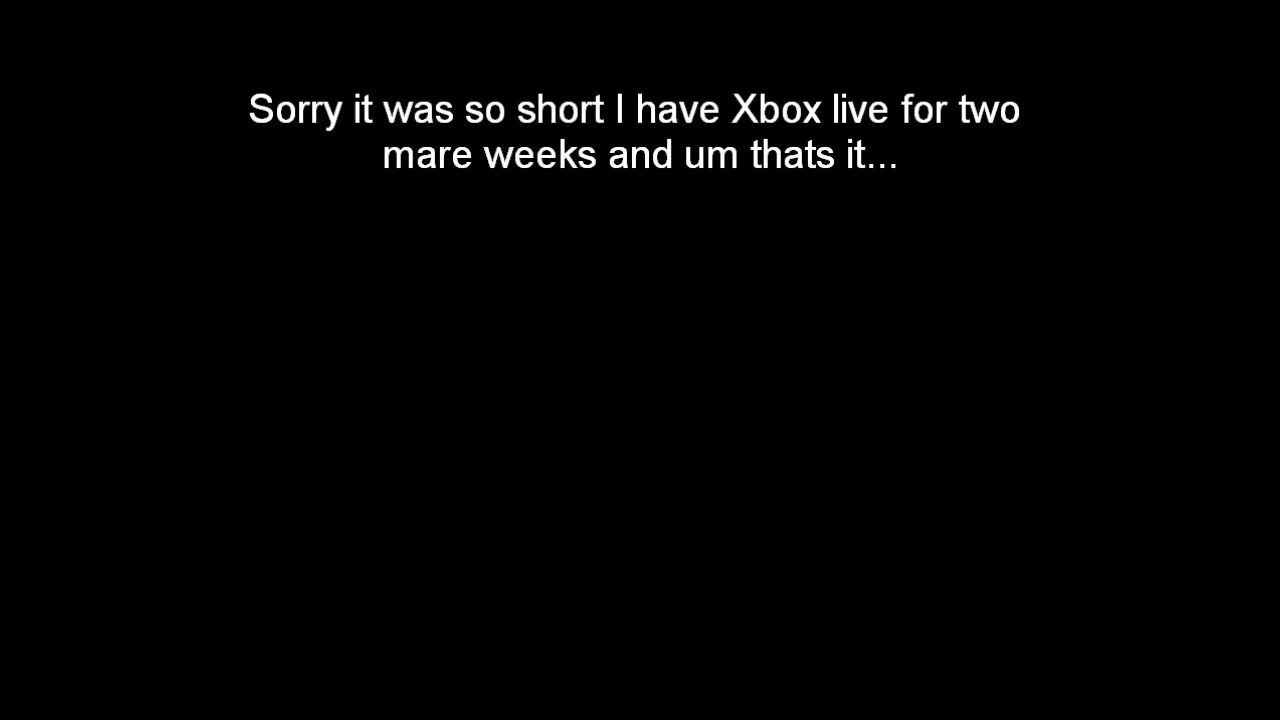 Sorry it was so short I have Xbox live for two
mare weeks and um thats it...